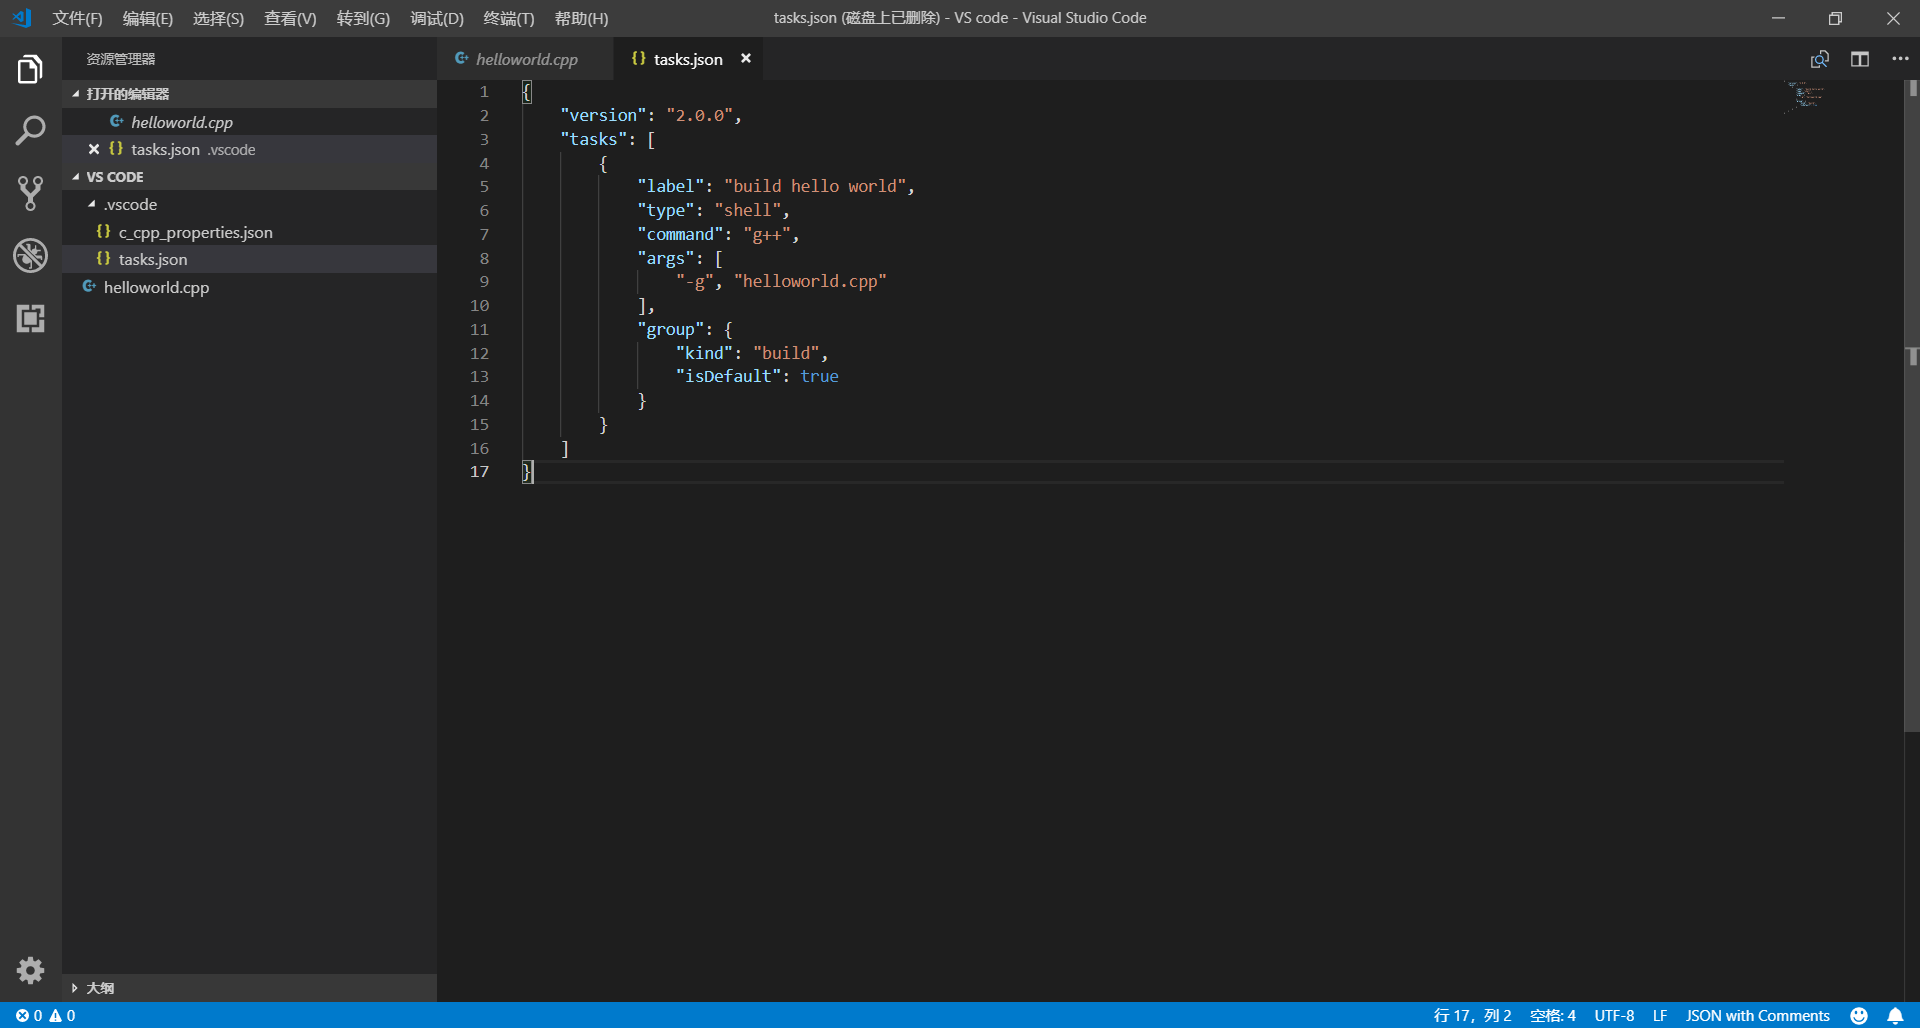 文件(F) 编辑(E) 选择(S) 查看(V) 转到(G) 调试(D) 终端(T) 帮助(H) tasks.json (磁盘上已删除) - VS code - Visual Studio Code
资源管理器
打开的编辑器
helloworld.cpp
tasks.json .vscode
VS CODE
.vscode
c_cpp_properties.json
tasks.json
helloworld.cpp
大纲
helloworld.cpp tasks.json
1 {
2     "version": "2.0.0",
3     "tasks": [
4         {
5             "label": "build hello world",
6             "type": "shell",
7             "command": "g++",
8             "args": [
9                 "-g", "helloworld.cpp"
10             ],
11             "group": {
12                 "kind": "build",
13                 "isDefault": true
14             }
15         }
16     ]
17 }
0 0 行 17，列 2 空格: 4 UTF-8 LF JSON with Comments